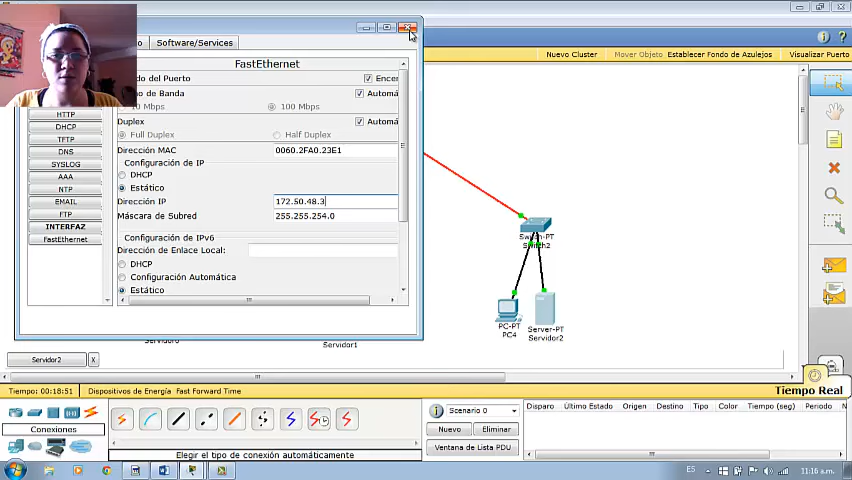 o
Software/Services
HTTP
DHCP
TFTP
DNS
SYSLOG
AAA
NTP
EMAIL
FTP
INTERFAZ
FastEthernet
FastEthernet
do del Puerto
Encen
o de Banda
Automá
10 Mbps
100 Mbps
Duplex
Automá
Full Duplex
Half Duplex
Dirección MAC
0060.2FA0.23E1
Configuración de IP
DHCP
Estático
Dirección IP
172.50.48.3
Máscara de Subred
255.255.254.0
Configuración de IPv6
Dirección de Enlace Local:
DHCP
Configuración Automática
Estático
Nuevo Cluster
Mover Objeto
Establecer Fondo de Azulejos
Visualizar Puerto
Switch-PT
Switch2
PC-PT
PC4
Server-PT
Servidor2
Servidor0
Servidor1
Servidor2
X
Tiempo: 00:18:51
Dispositivos de Energía Fast Forward Time
Tiempo Real
Conexiones
Elegir el tipo de conexión automáticamente
Scenario 0
Nuevo
Eliminar
Ventana de Lista PDU
Disparo
Último Estado
Origen
Destino
Tipo
Color
Tiempo (seg)
Periodo
N
ES
11:16 a.m.